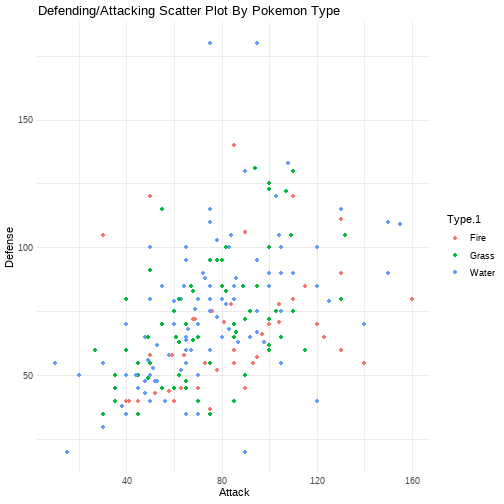 Defending/Attacking Scatter Plot By Pokemon Type
150
100
50
Defense
40
80
120
160
Attack
Type.1
Fire
Grass
Water